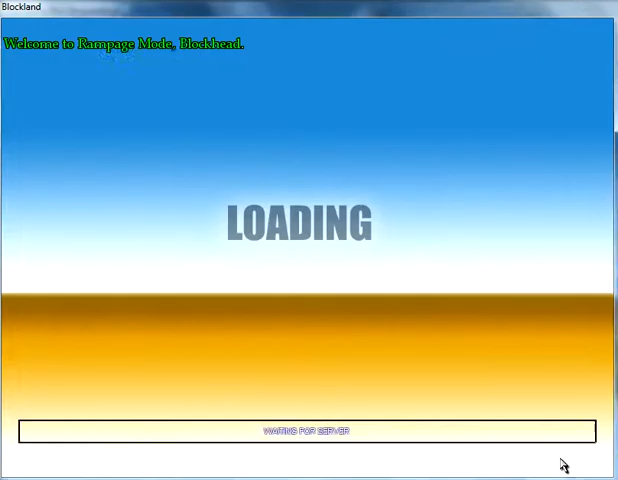 Blockland
Welcome to Rampage Mode, Blockhead.
LOADING
WAITING FOR SERVER